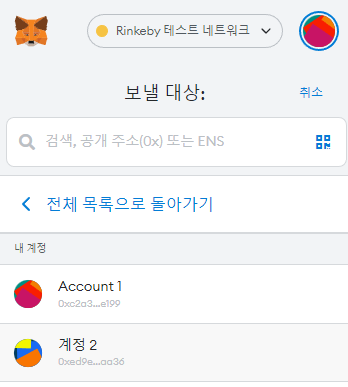 Rinkeby 테스트 네트워크
보낼 대상:
취소
검색, 공개 주소(0x) 또는 ENS
전체 목록으로 돌아가기
내 계정
Account 1
0xc2a3...e199
계정 2
0xed9e...aa36